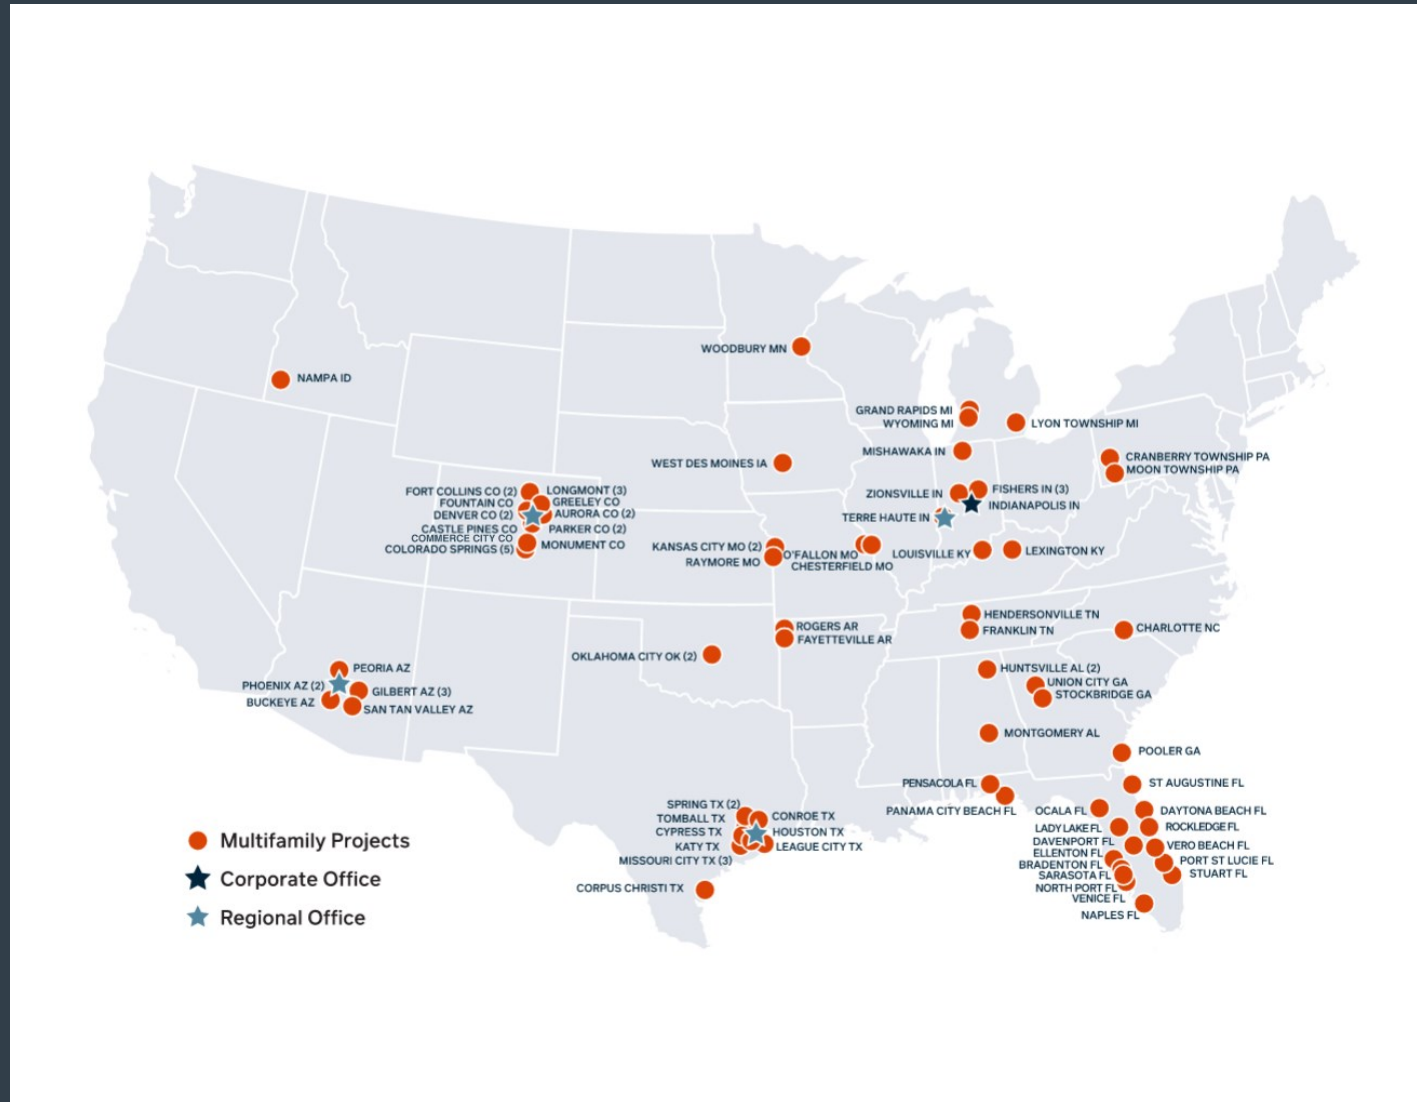 WOODBURY MN
NAMPA ID
GRAND RAPIDS MI
WYOMING MI
LYON TOWNSHIP MI
MISHAWAKA IN
CRANBERRY TOWNSHIP PA
MOON TOWNSHIP PA
WEST DES MOINES IA
ZIONSVILLE IN
FISHERS IN (3)
INDIANAPOLIS IN
TERRE HAUTE IN
FORT COLLINS CO (2)
LONGMONT (3)
FOUNTAIN CO
GREELEY CO
DENVER CO (2)
AURORA CO (2)
CASTLE PINES CO
PARKER CO (2)
COMMERCE CITY CO
MONUMENT CO
COLORADO SPRINGS (5)
KANSAS CITY MO (2)
RAYMORE MO
O'FALLON MO
CHESTERFIELD MO
LOUISVILLE KY
LEXINGTON KY
HENDERSONVILLE TN
FRANKLIN TN
CHARLOTTE NC
ROGERS AR
FAYETTEVILLE AR
OKLAHOMA CITY OK (2)
HUNTSVILLE AL (2)
UNION CITY GA
STOCKBRIDGE GA
PEORIA AZ
PHOENIX AZ (2)
GILBERT AZ (3)
BUCKEYE AZ
SAN TAN VALLEY AZ
MONTGOMERY AL
POOLER GA
PENSACOLA FL
PANAMA CITY BEACH FL
ST AUGUSTINE FL
OCALA FL
DAYTONA BEACH FL
LADY LAKE FL
ROCKLEDGE FL
DAVENPORT FL
VERO BEACH FL
ELLENTON FL
PORT ST LUCIE FL
BRADENTON FL
STUART FL
SARASOTA FL
NORTH PORT FL
VENICE FL
NAPLES FL
SPRING TX (2)
CONROE TX
TOMBALL TX
CYPRESS TX
HOUSTON TX
KATY TX
LEAGUE CITY TX
MISSOURI CITY TX (3)
CORPUS CHRISTI TX
Multifamily Projects
Corporate Office
Regional Office